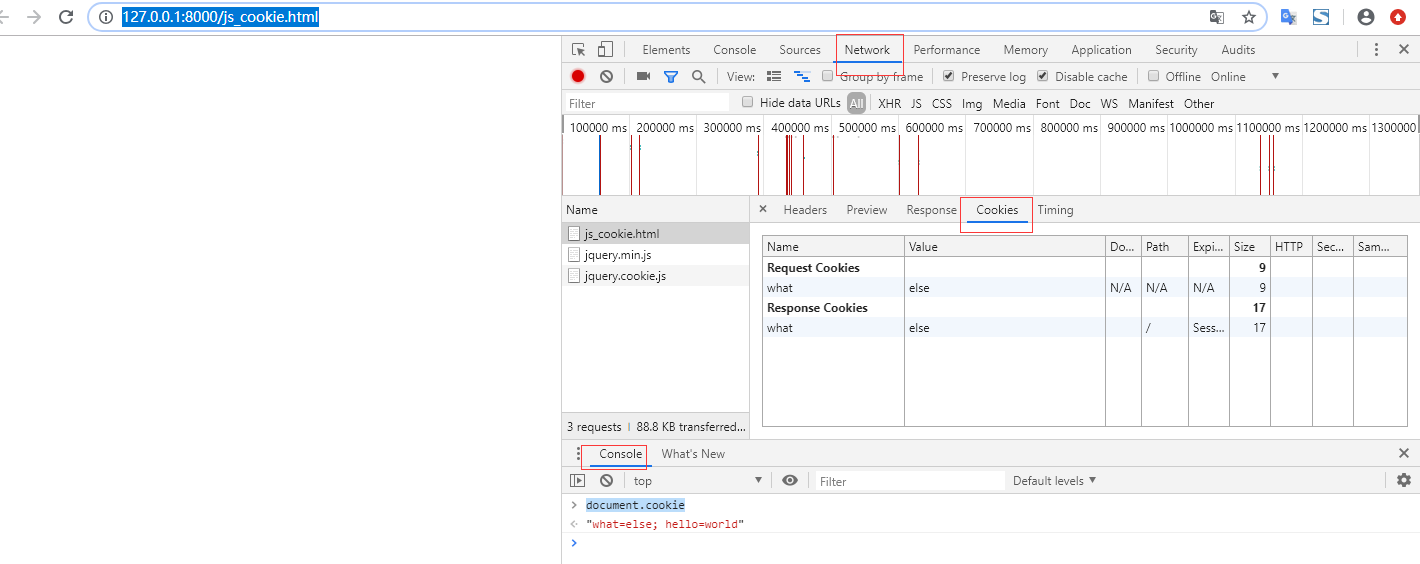 127.0.0.1:8000/js_cookie.html
Elements Console Sources Network Performance Memory Application Security Audits
View: Group by frame Preserve log Disable cache Offline Online
Filter Hide data URLs All XHR JS CSS Img Media Font Doc WS Manifest Other
100000 ms 200000 ms 300000 ms 400000 ms 500000 ms 600000 ms 700000 ms 800000 ms 900000 ms 1000000 ms 1100000 ms 1200000 ms 1300000
Name
js_cookie.html
jquery.min.js
jquery.cookie.js
3 requests 88.8 KB transferred...
Headers Preview Response Cookies Timing
Name Value Do... Path Expi... Size HTTP Sec... Sam...
Request Cookies 9
what else N/A N/A N/A 9
Response Cookies 17
what else / Sess... 17
Console What's New
top Filter Default levels
document.cookie
"what=else; hello=world"